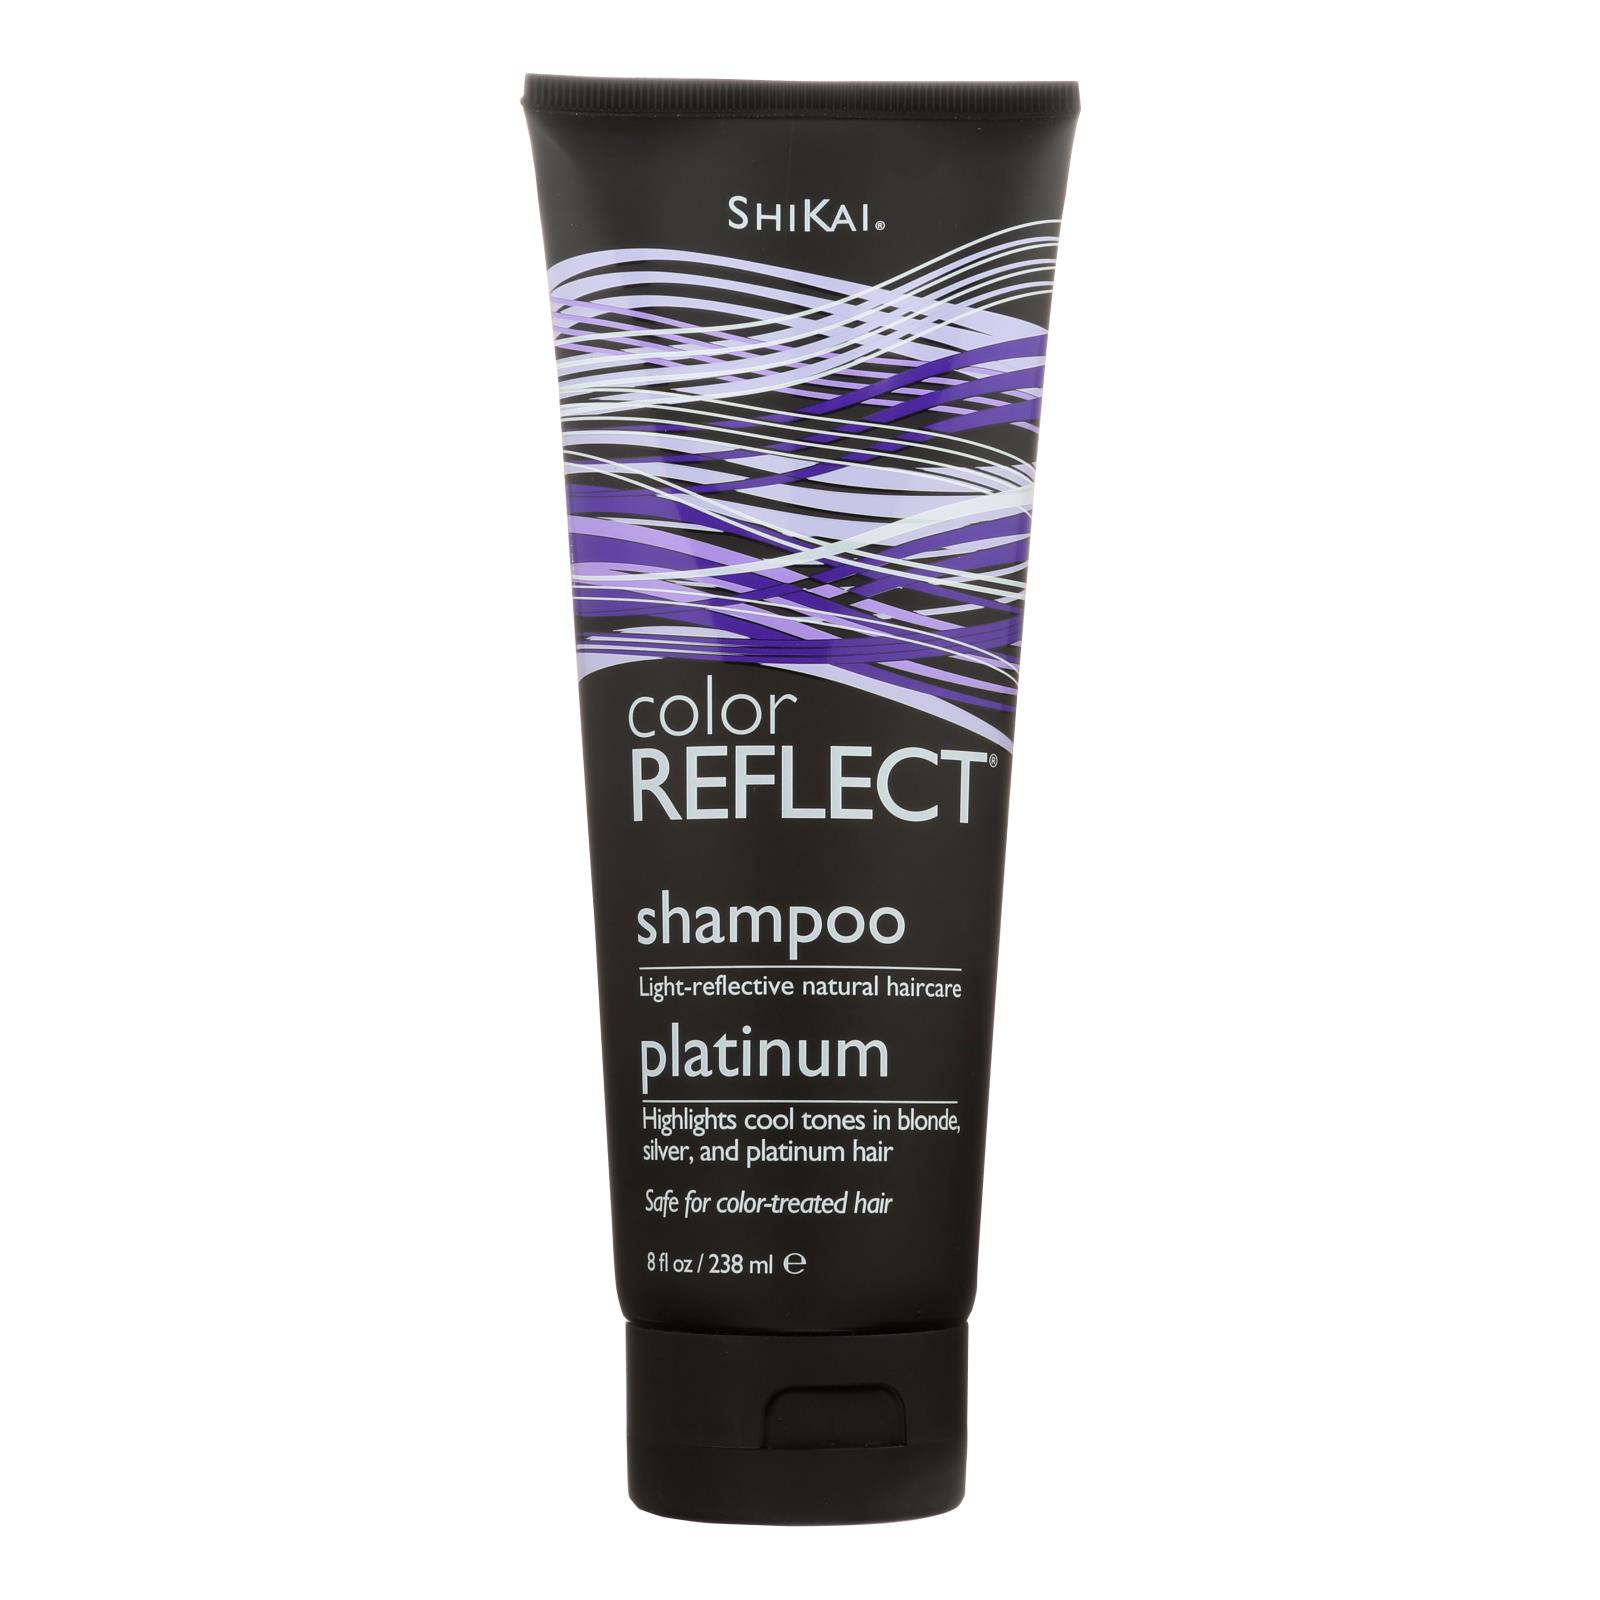 SHIKAI®
color
REFLECT®
shampoo
Light-reflective natural haircare
platinum
Highlights cool tones in blonde,
silver, and platinum hair
Safe for color-treated hair
8 fl oz / 238 ml ℮